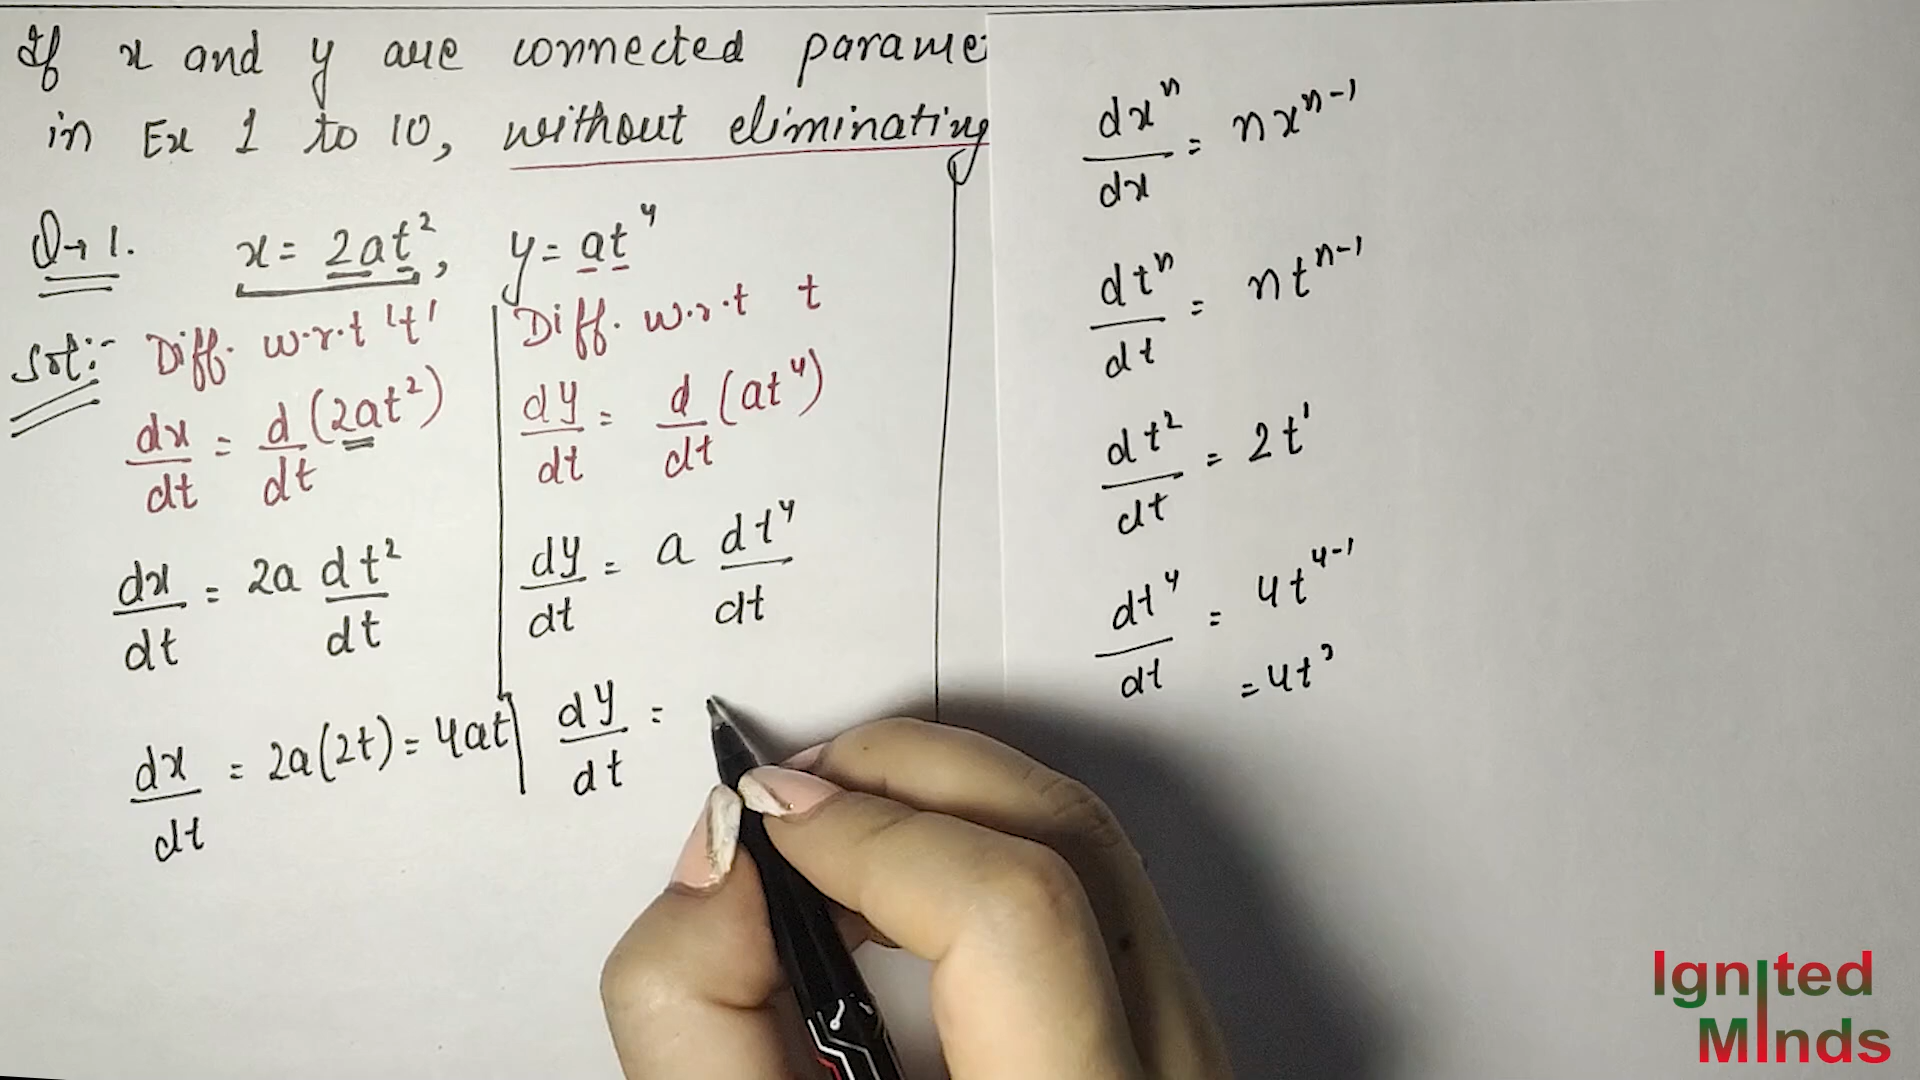 If x and y are connected parame
in Ex 1 to 10, without eliminating
Q→1. x = 2at², y = at⁴
Sol:- Diff. w.r.t 't'
dx/dt = d/dt (2at²)
dx/dt = 2a dt²/dt
dx/dt = 2a(2t) = 4at
Diff. w.r.t t
dy/dt = d/dt (at⁴)
dy/dt = a dt⁴/dt
dy/dt =
dxⁿ/dx = nxⁿ⁻¹
dtⁿ/dt = ntⁿ⁻¹
dt²/dt = 2t¹
dt⁴/dt = 4t⁴⁻¹
= 4t³
Ignited
Minds